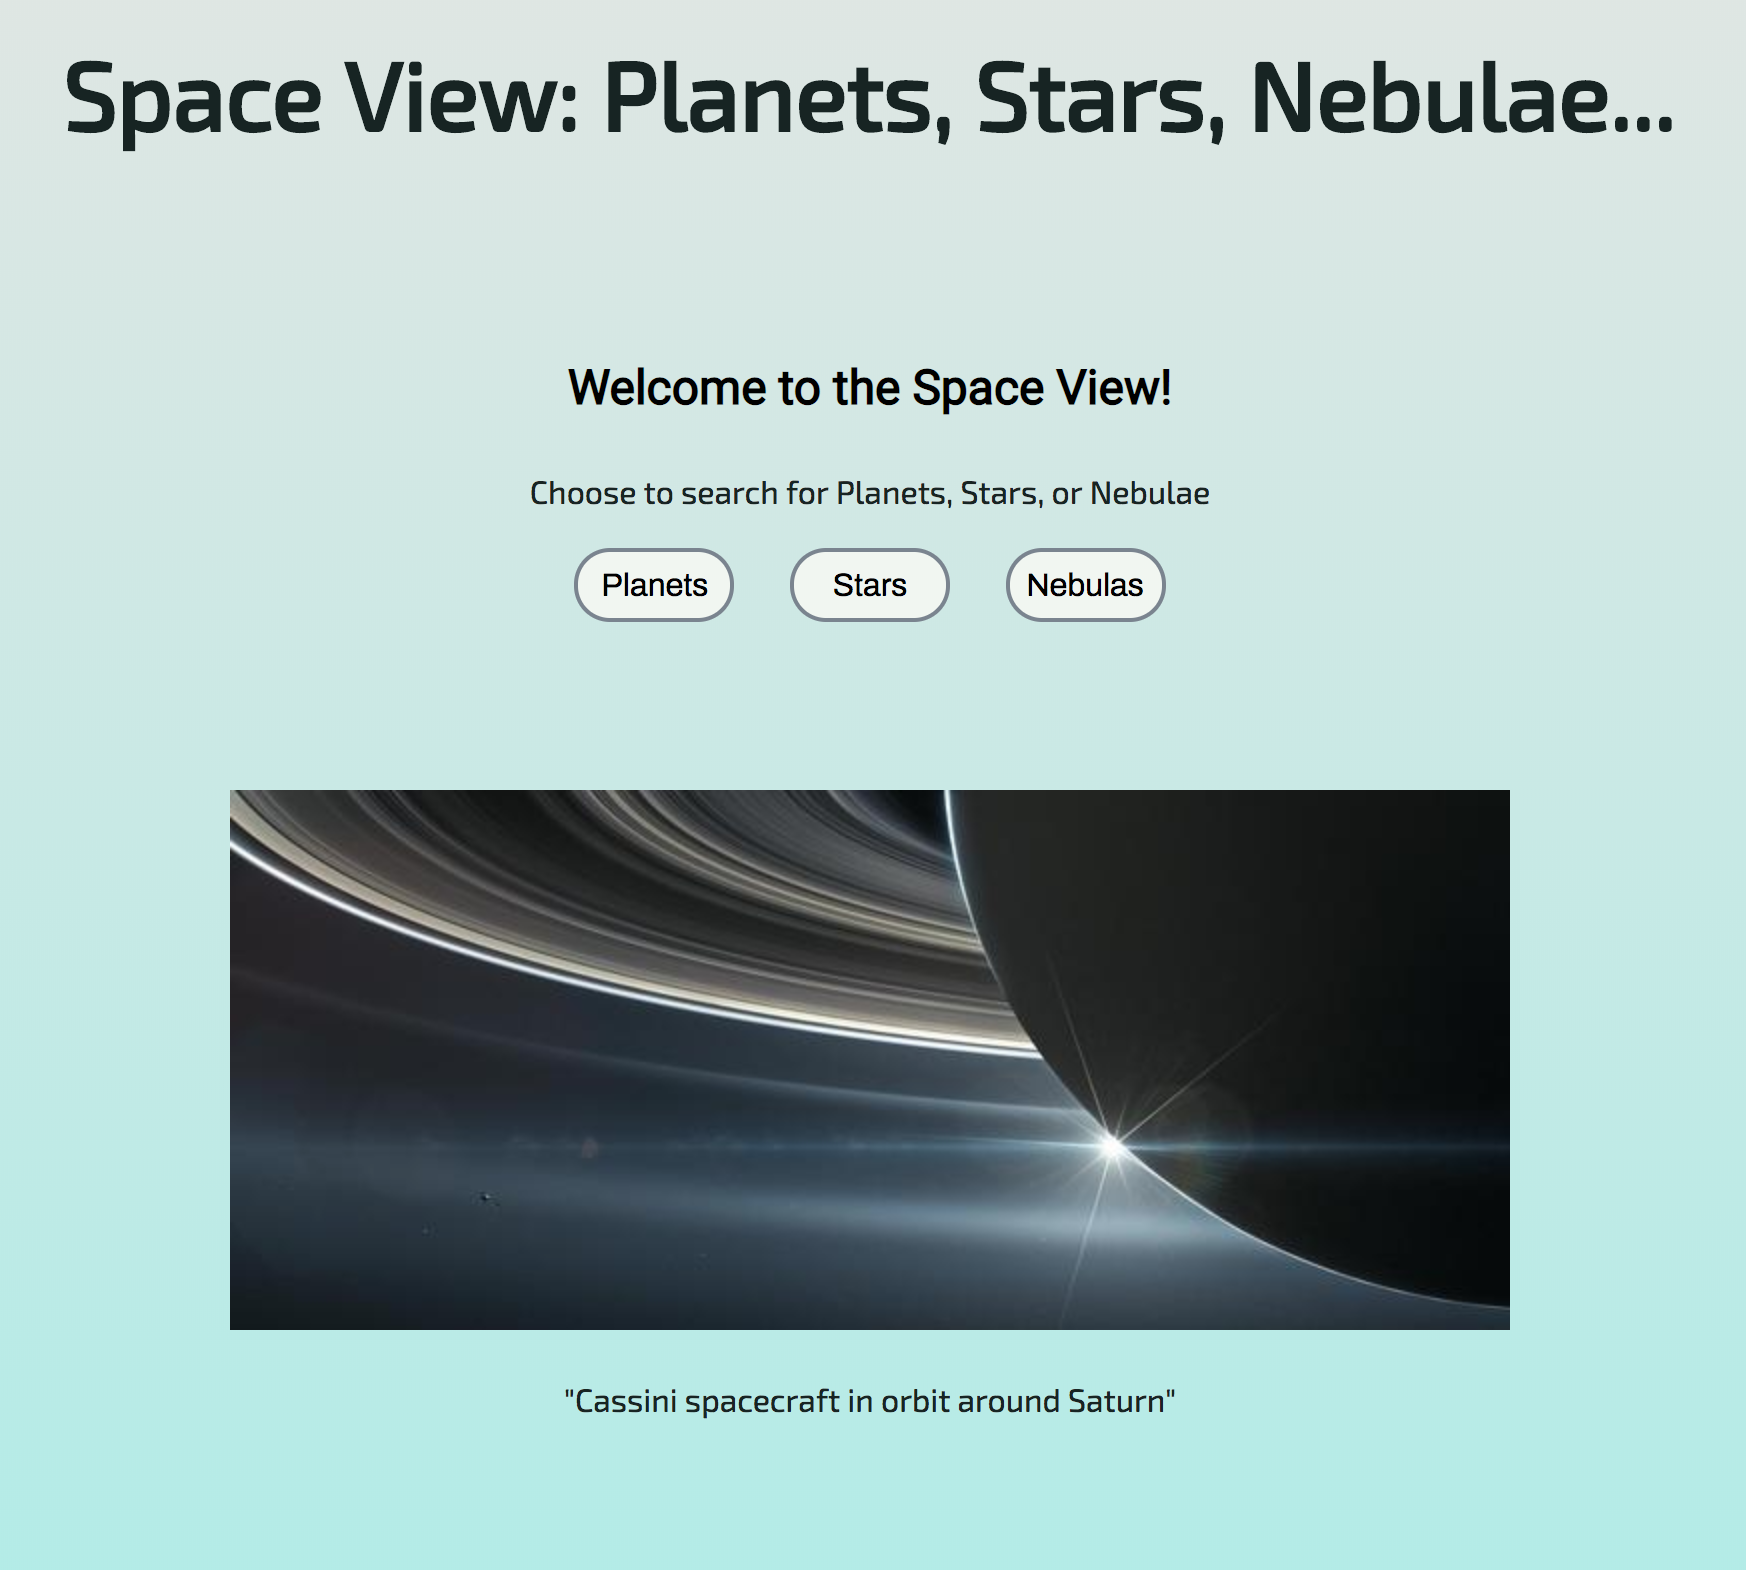 Space View: Planets, Stars, Nebulae...
Welcome to the Space View!
Choose to search for Planets, Stars, or Nebulae
Planets Stars Nebulas
"Cassini spacecraft in orbit around Saturn"